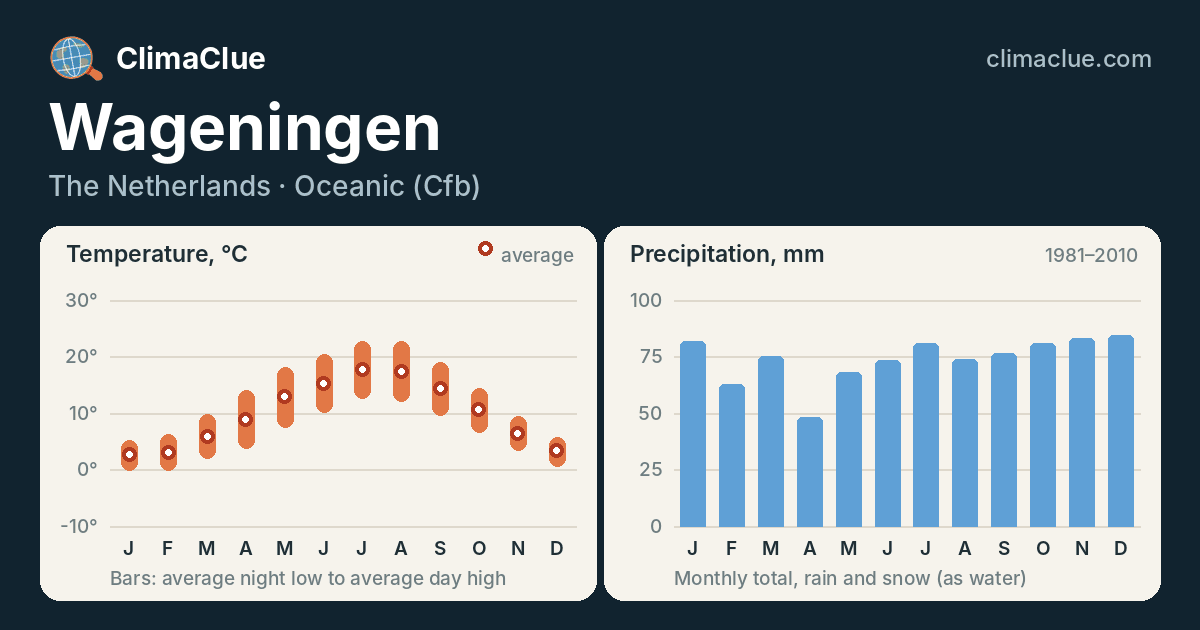 ClimaClue
climaclue.com
Wageningen
The Netherlands · Oceanic (Cfb)
Temperature, °C
average
30°
20°
10°
0°
-10°
J F M A M J J A S O N D
Bars: average night low to average day high
Precipitation, mm
1981–2010
100
75
50
25
0
J F M A M J J A S O N D
Monthly total, rain and snow (as water)